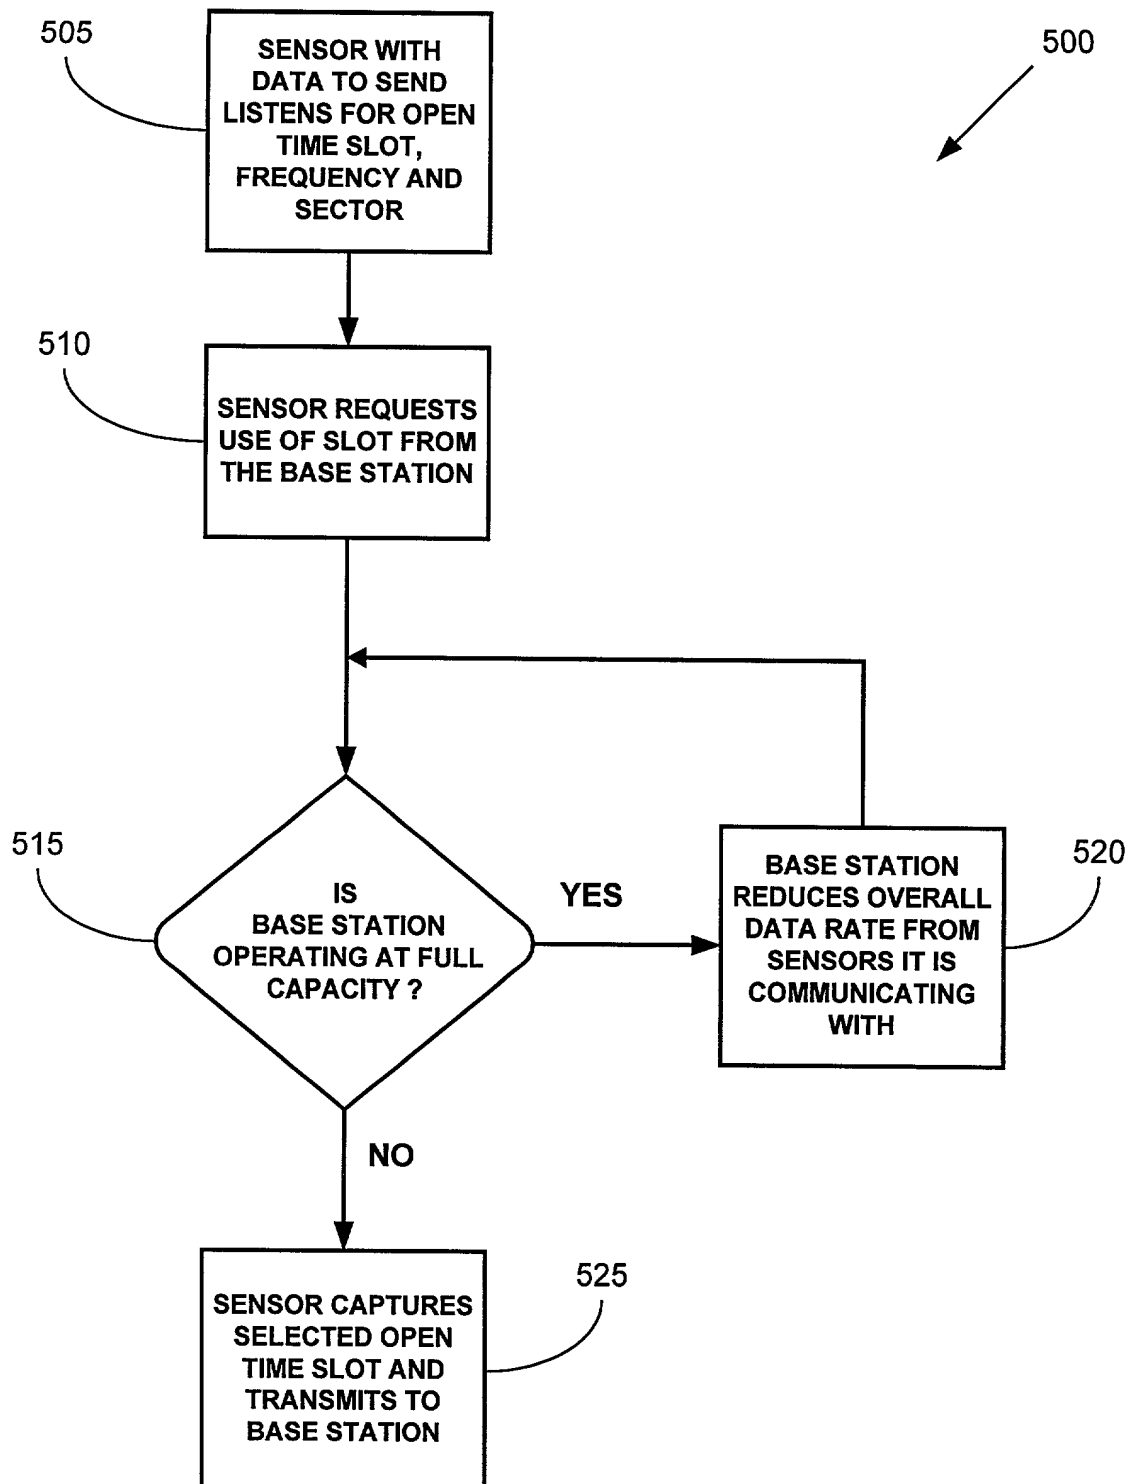 505
SENSOR WITH
DATA TO SEND
LISTENS FOR OPEN
TIME SLOT,
FREQUENCY AND
SECTOR
500
510
SENSOR REQUESTS
USE OF SLOT FROM
THE BASE STATION
515
IS
BASE STATION
OPERATING AT FULL
CAPACITY ?
YES
520
BASE STATION
REDUCES OVERALL
DATA RATE FROM
SENSORS IT IS
COMMUNICATING
WITH
NO
525
SENSOR CAPTURES
SELECTED OPEN
TIME SLOT AND
TRANSMITS TO
BASE STATION